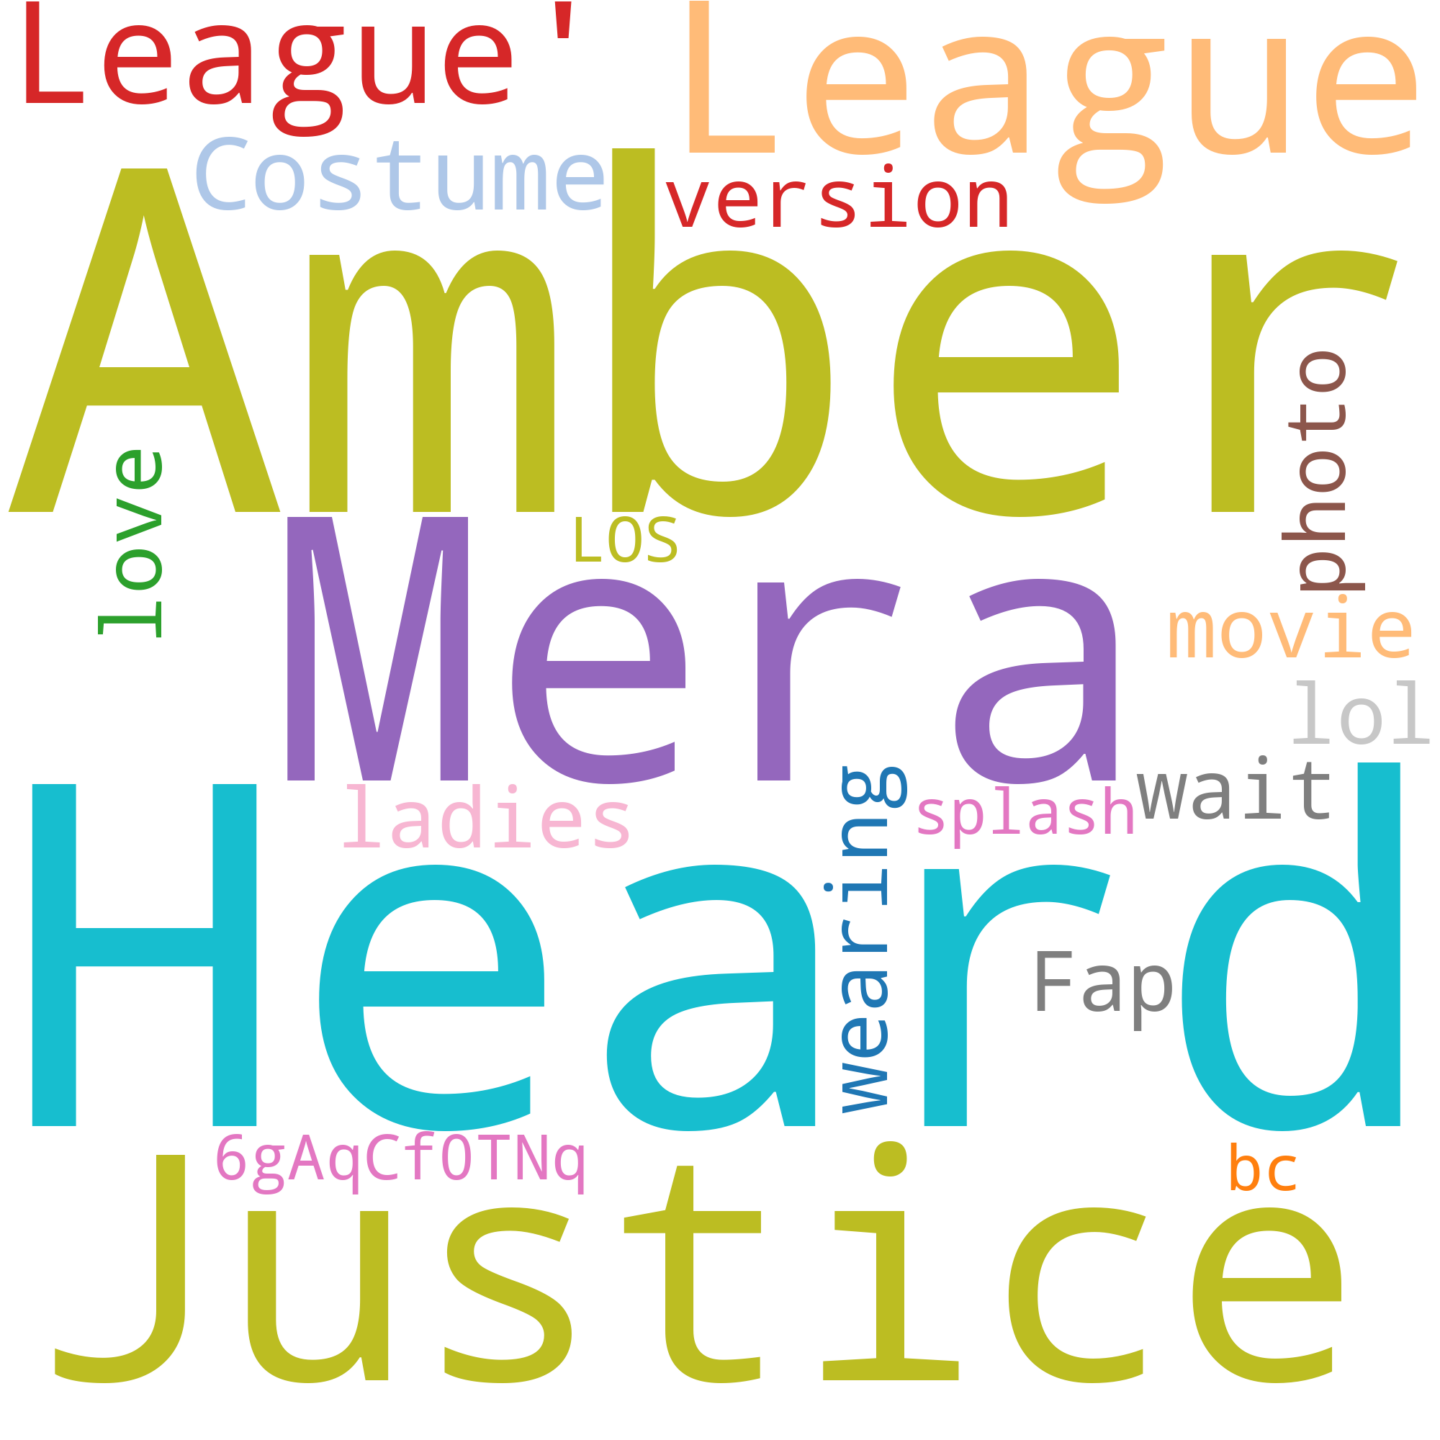 League'
League
Costume
version
Amber
photo
love
LOS
Mera
movie
lol
wait
ladies
splash
wearing
Heard
Fap
6gAqCf0TNq
bc
Justice